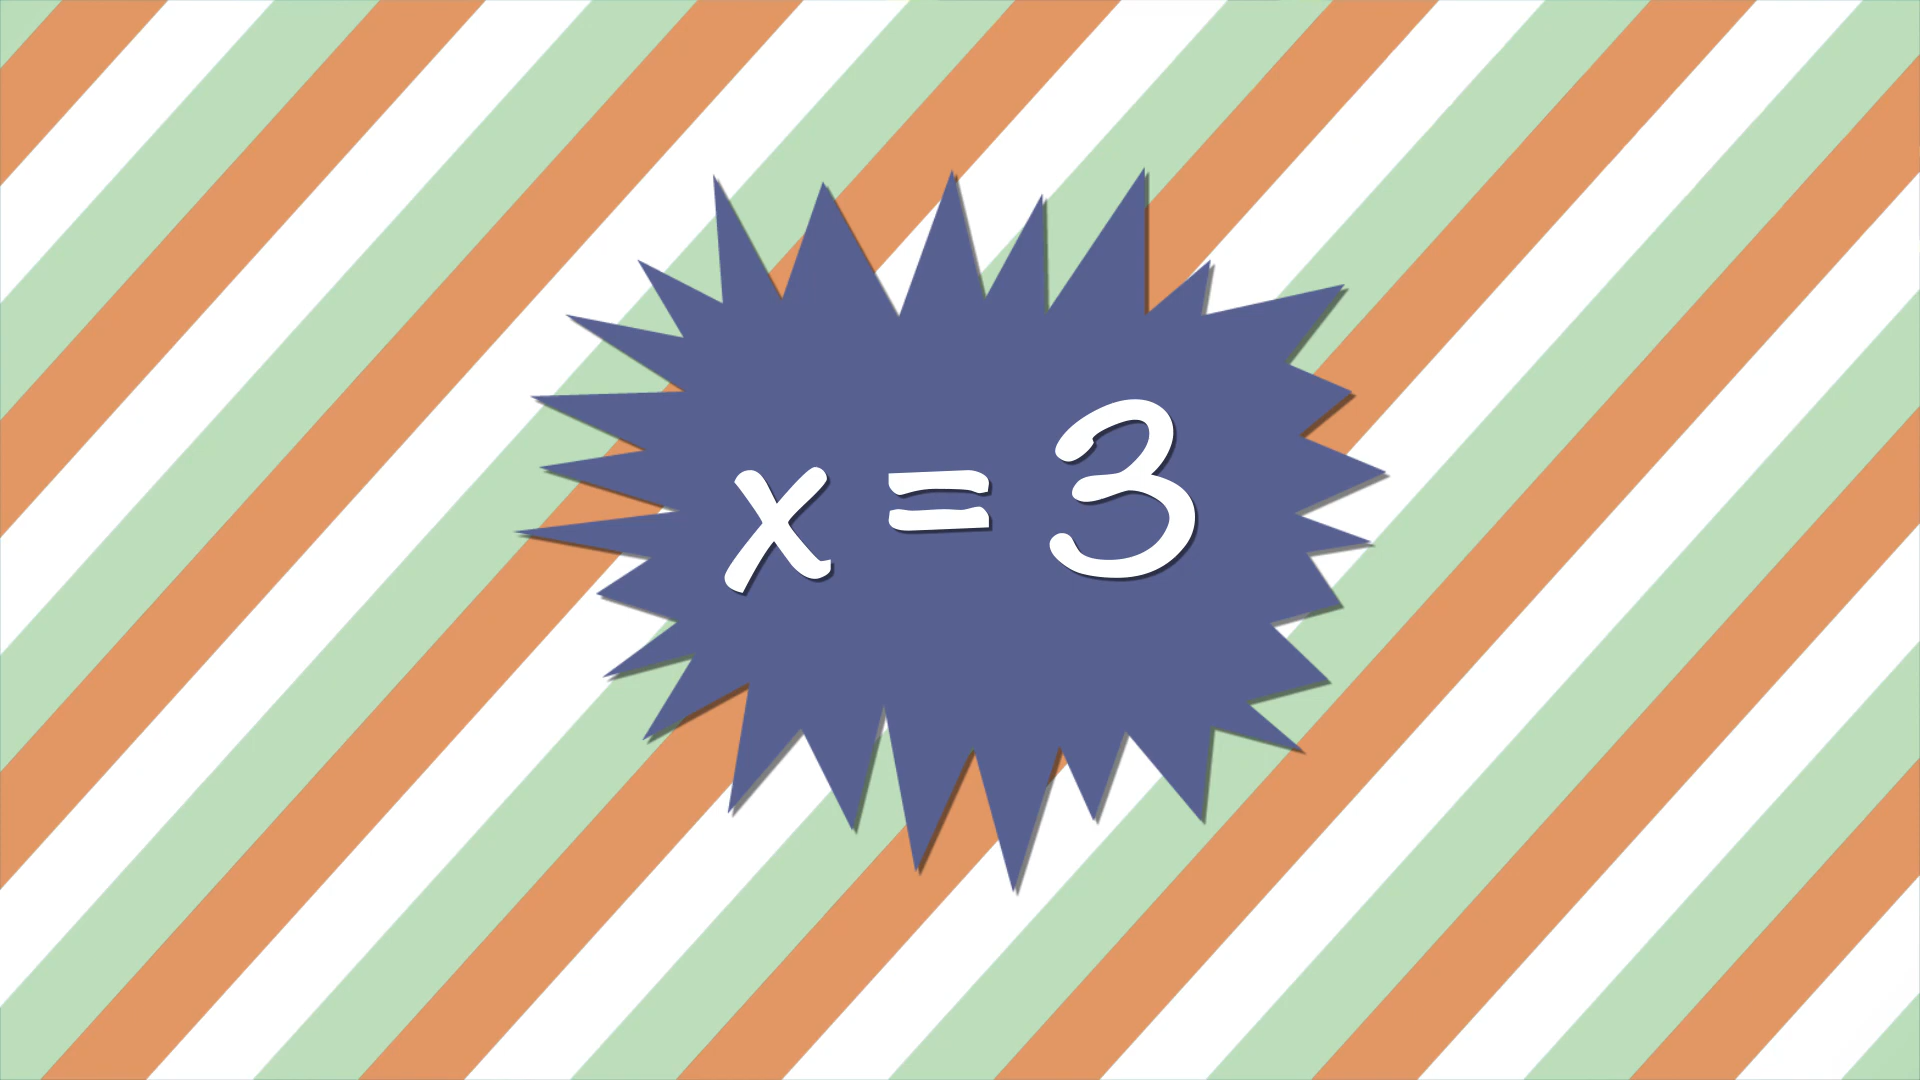 x = 3